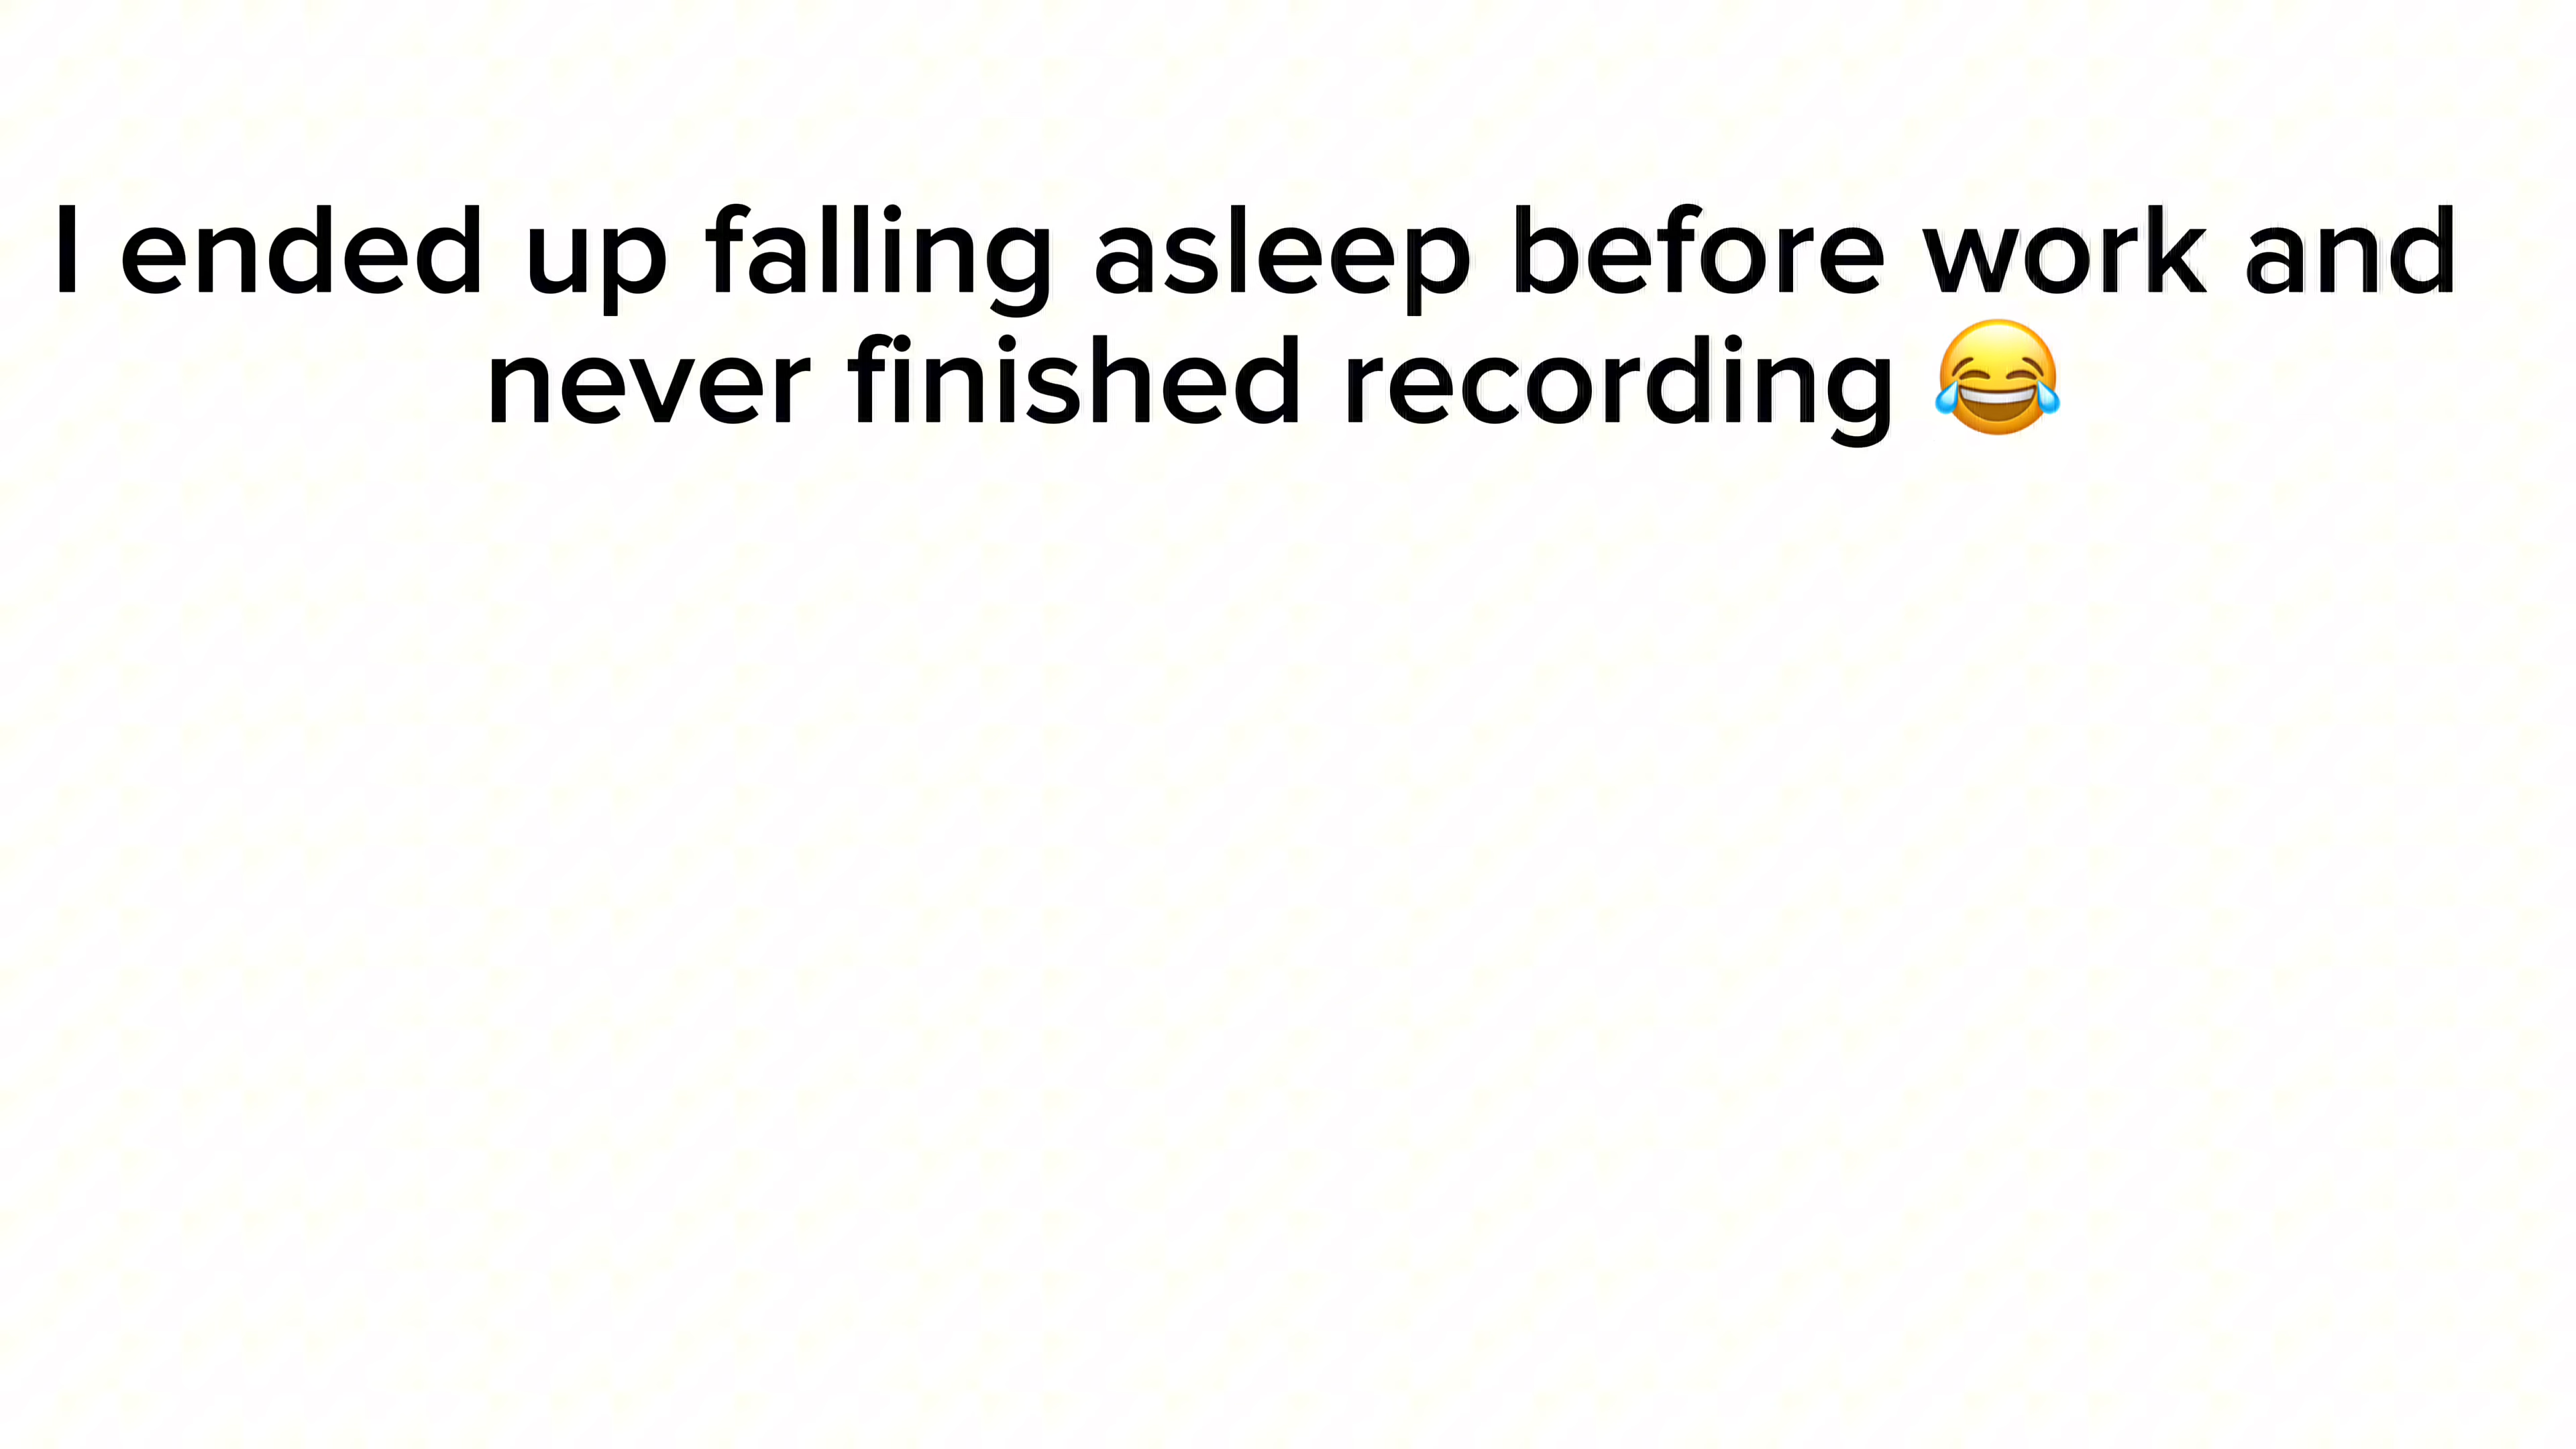 I ended up falling asleep before work and
never finished recording 😂